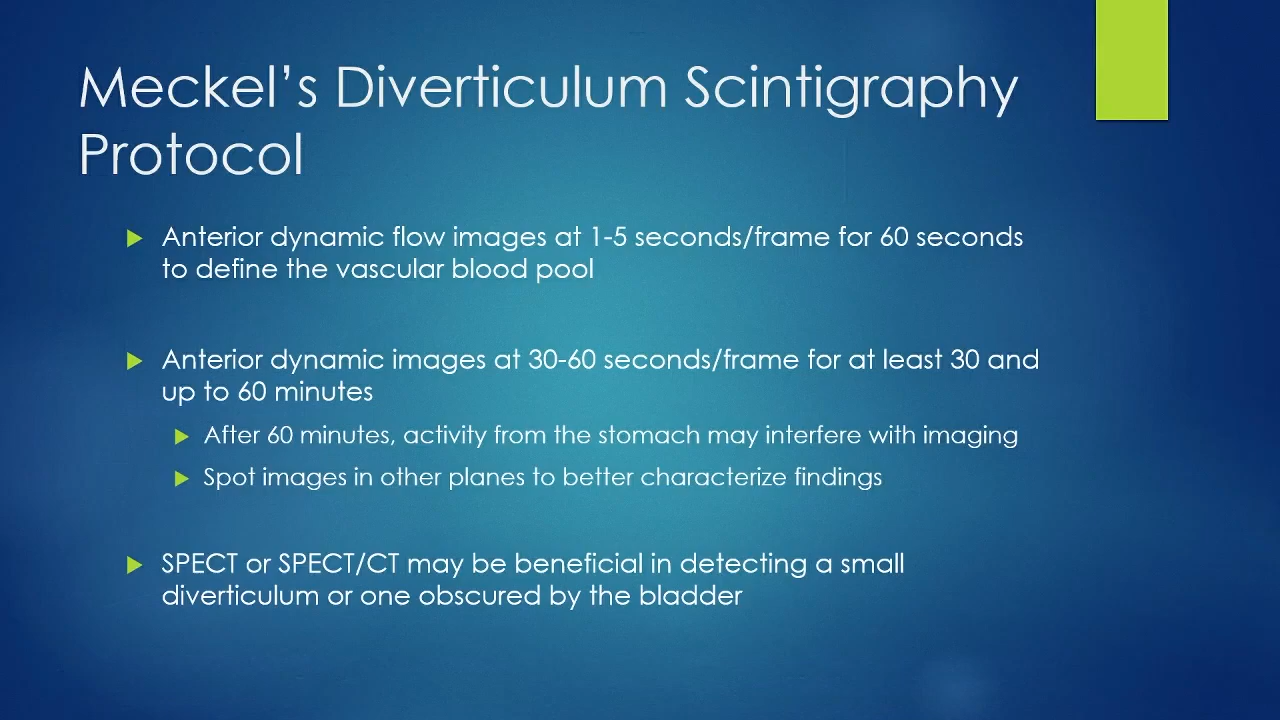 Meckel’s Diverticulum Scintigraphy
Protocol
Anterior dynamic flow images at 1-5 seconds/frame for 60 seconds
to define the vascular blood pool
Anterior dynamic images at 30-60 seconds/frame for at least 30 and
up to 60 minutes
After 60 minutes, activity from the stomach may interfere with imaging
Spot images in other planes to better characterize findings
SPECT or SPECT/CT may be beneficial in detecting a small
diverticulum or one obscured by the bladder